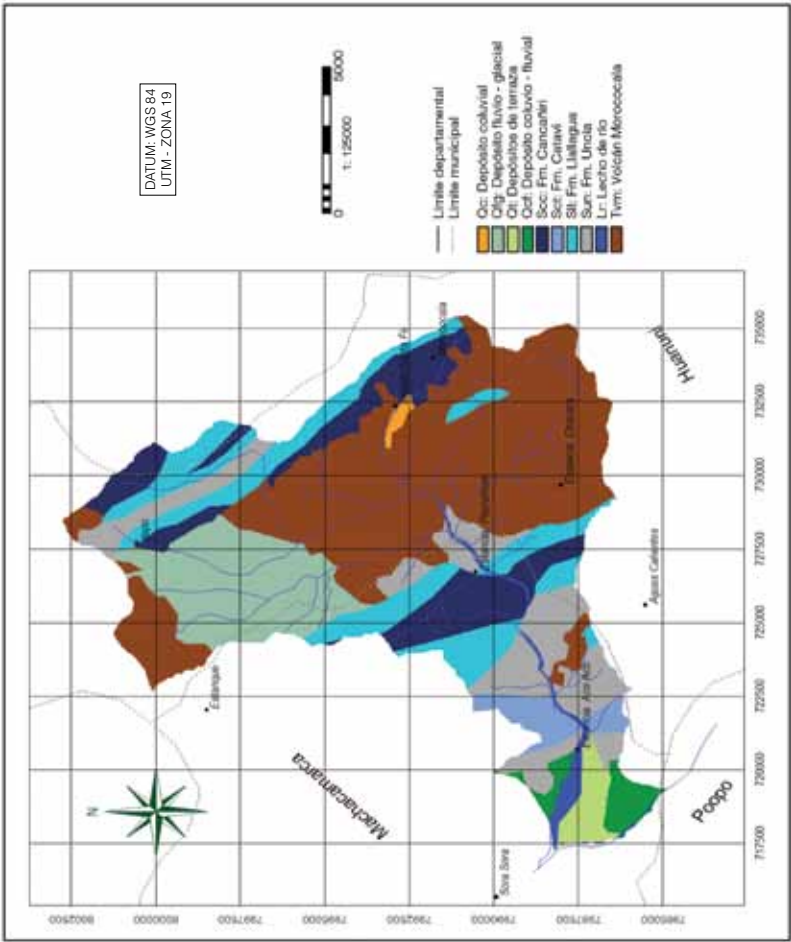 DATUM: WGS 84
UTM - ZONA 19
0
5000
1: 125000
Límite departamental
Límite municipal
Qc: Depósito coluvial
Qfg: Depósito fluvio - glacial
Qt: Depósitos de terraza
Qcf: Depósito coluvio - fluvial
Scc: Fm. Cancañiri
Sct: Fm. Catavi
Sll: Fm. Llallagua
Sun: Fm. Uncía
Lr: Lecho de río
Tvm: Volcán Morococala
N
Estanque
Machacamarca
Sora Sora
Poopo
Aguas Calientes
Huanuni
717500
720000
722500
725000
727500
730000
732500
735000
8002500
8000000
7997500
7995000
7992500
7990000
7987500
7985000